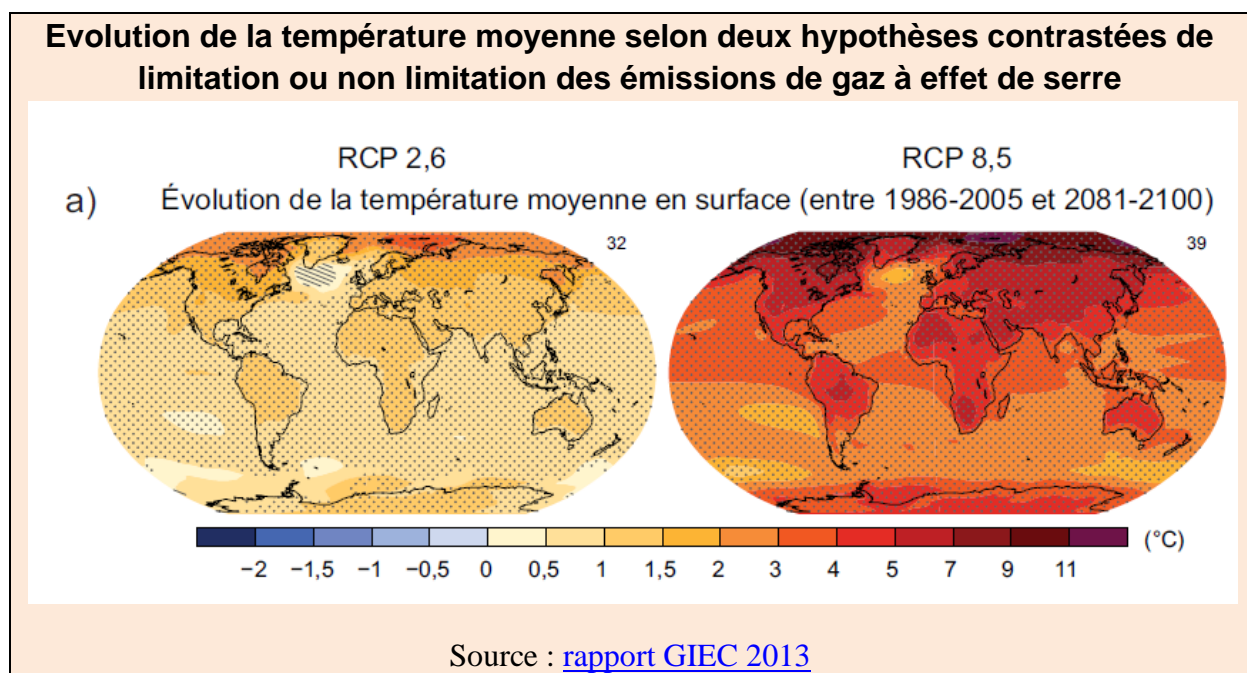 Evolution de la température moyenne selon deux hypothèses contrastées de
limitation ou non limitation des émissions de gaz à effet de serre
RCP 2,6
RCP 8,5
a) Évolution de la température moyenne en surface (entre 1986-2005 et 2081-2100)
32
39
(°C)
−2 −1,5 −1 −0,5 0 0,5 1 1,5 2 3 4 5 7 9 11
Source : rapport GIEC 2013